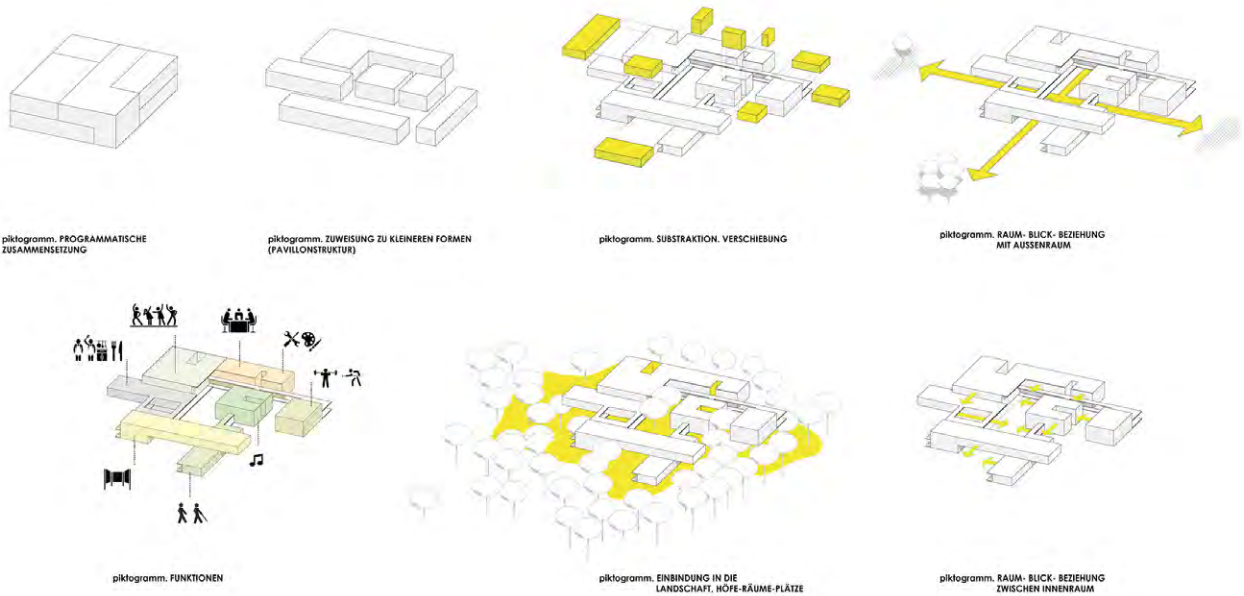 piktogramm. PROGRAMMATISCHE
ZUSAMMENSETZUNG
piktogramm. ZUWEISUNG ZU KLEINEREN FORMEN
(PAVILLONSTRUKTUR)
piktogramm. SUBSTRAKTION. VERSCHIEBUNG
piktogramm. RAUM- BLICK- BEZIEHUNG
MIT AUSSENRAUM
piktogramm. FUNKTIONEN
piktogramm. EINBINDUNG IN DIE
LANDSCHAFT, HÖFE-RÄUME-PLÄTZE
piktogramm. RAUM- BLICK- BEZIEHUNG
ZWISCHEN INNENRAUM